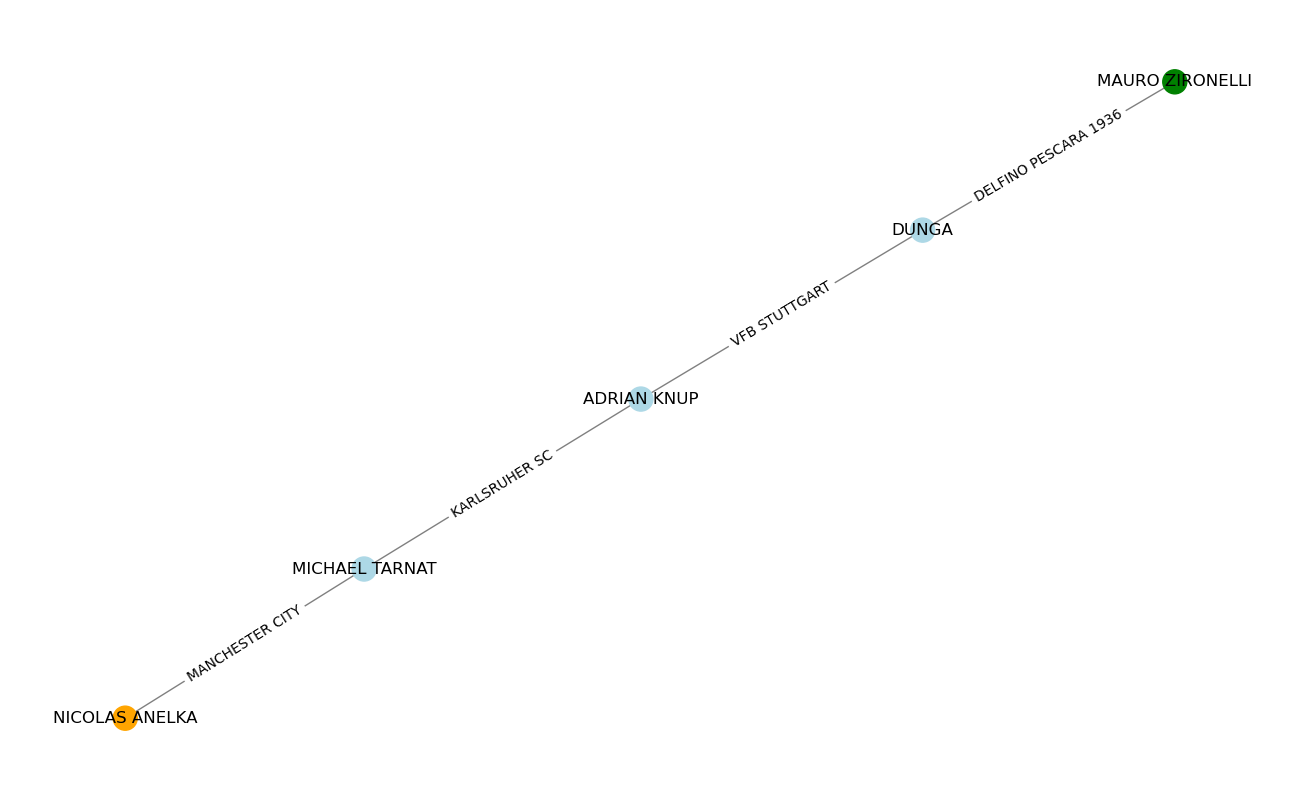 MAURO ZIRONELLI
DELFINO PESCARA 1936
DUNGA
VFB STUTTGART
ADRIAN KNUP
KARLSRUHER SC
MICHAEL TARNAT
MANCHESTER CITY
NICOLAS ANELKA